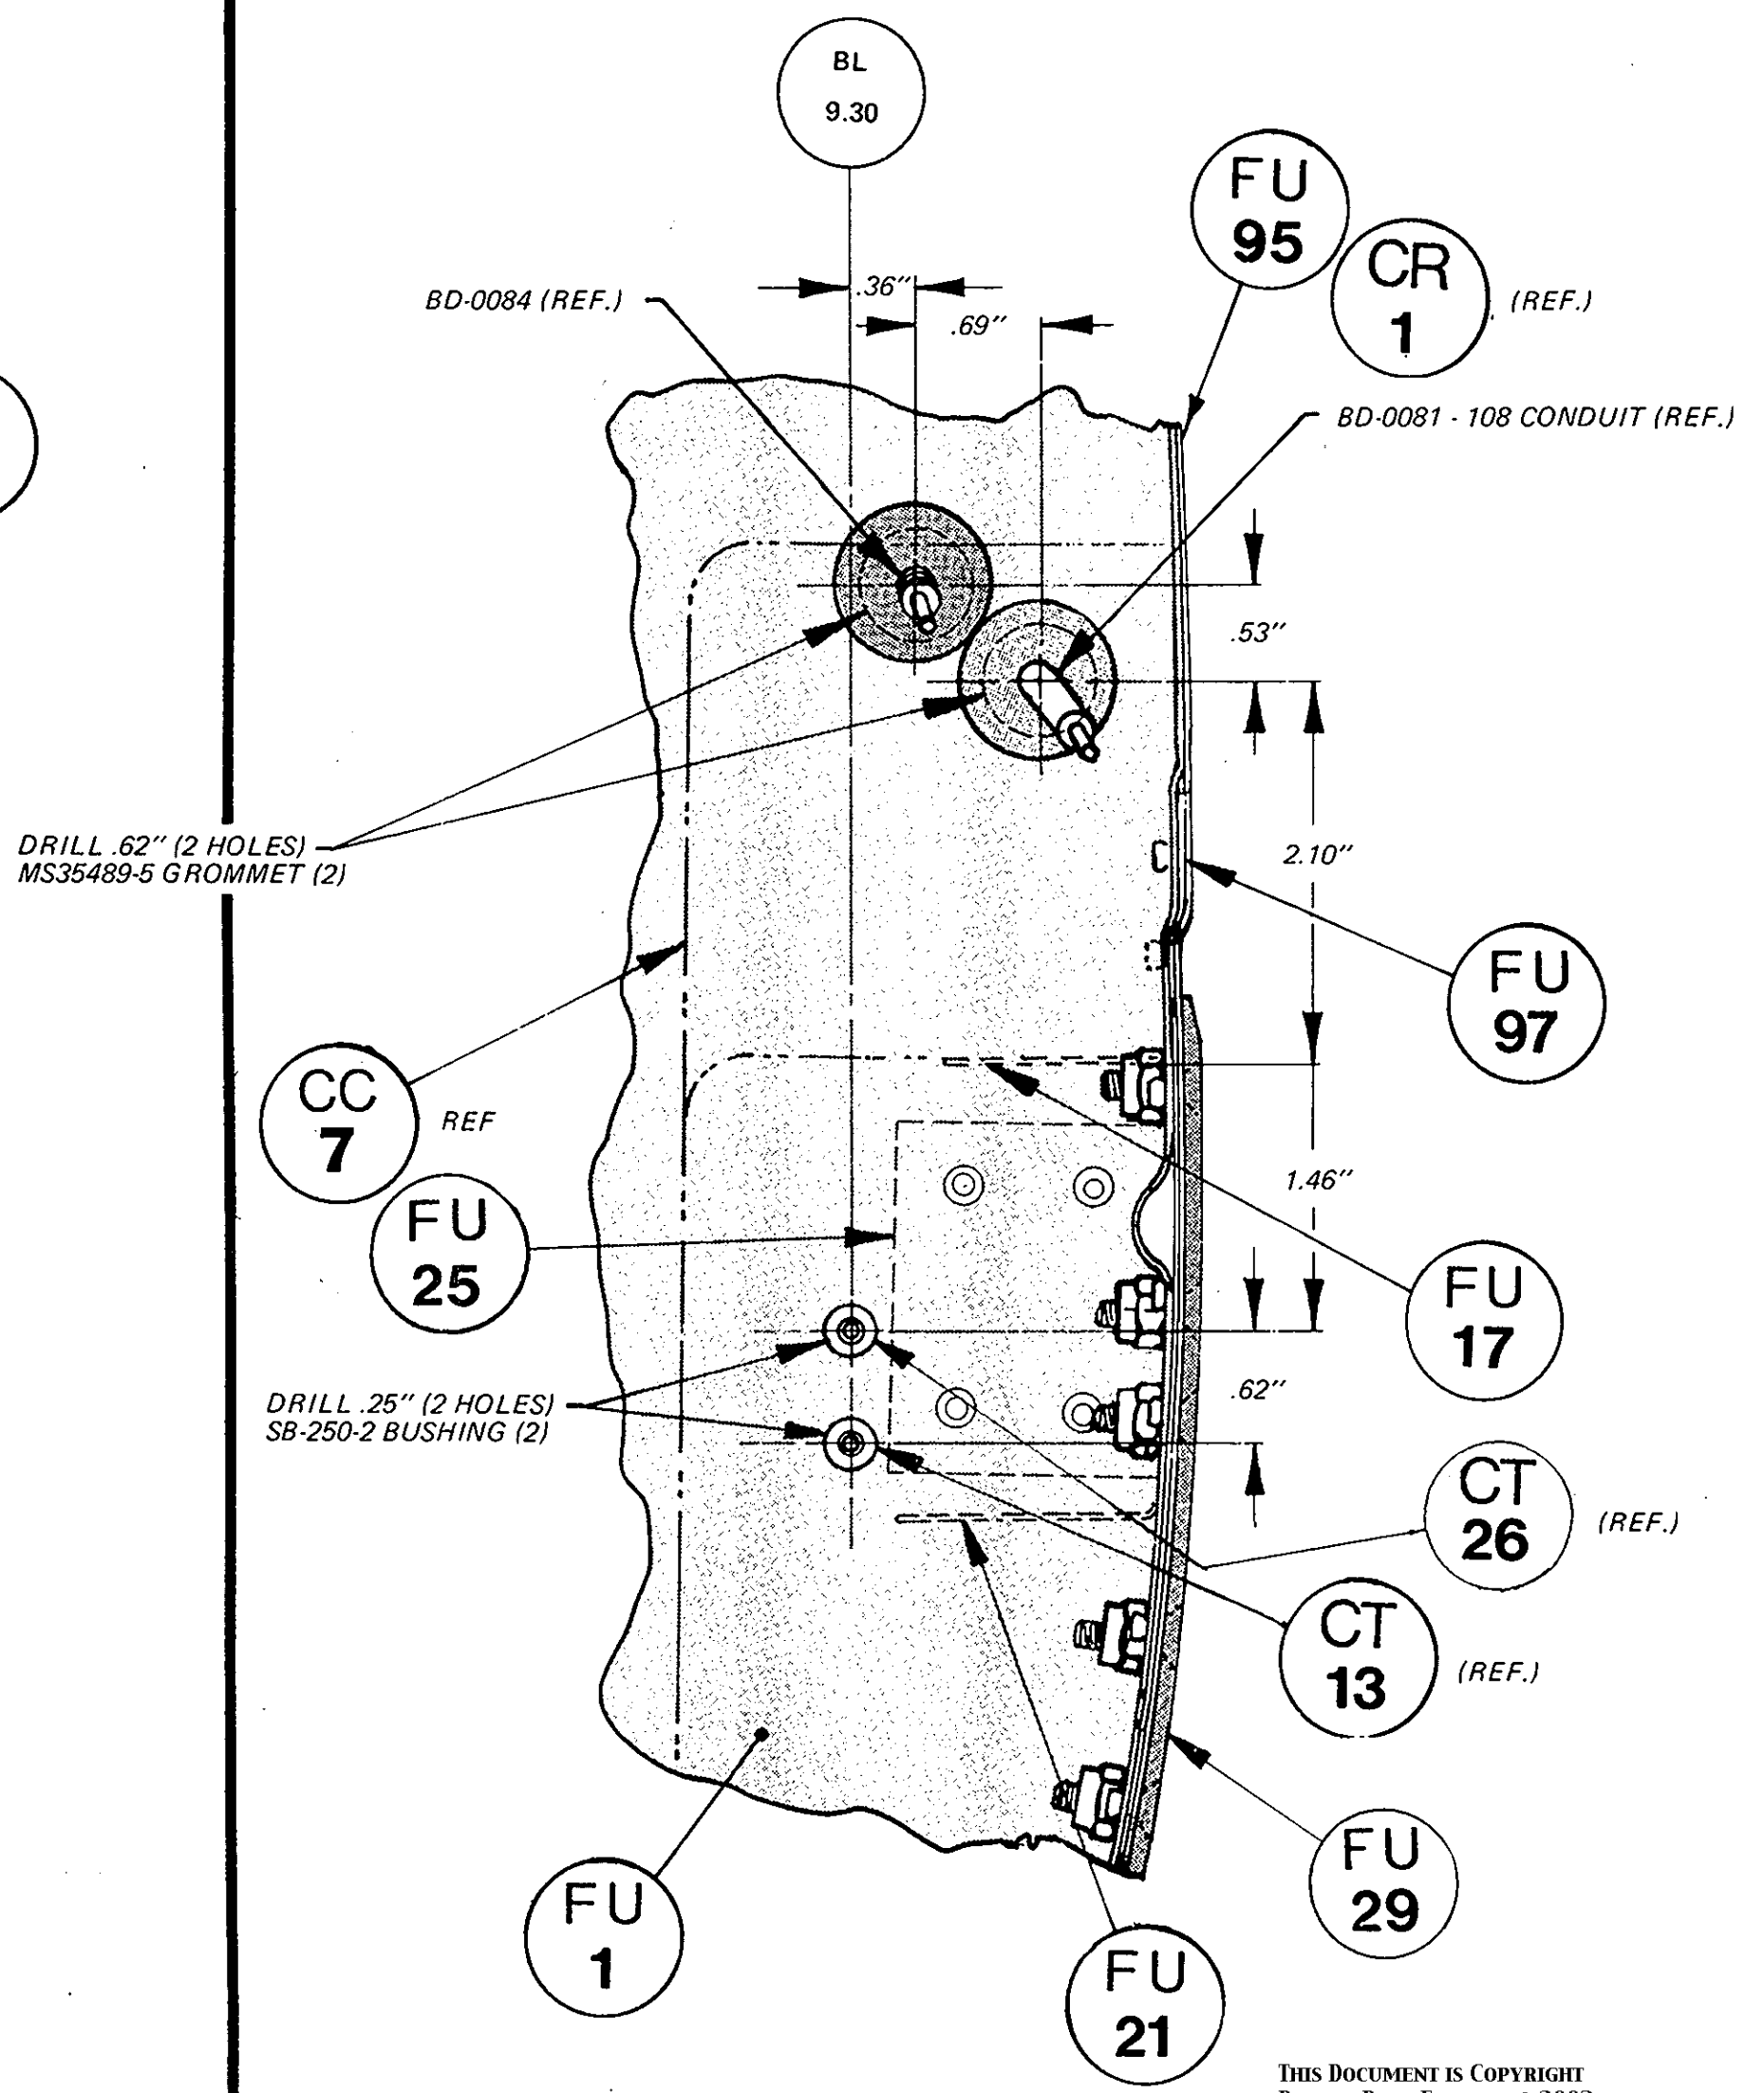 BL
9.30
FU
95
CR
1
(REF.)
BD-0084 (REF.)
.36"
.69"
BD-0081 - 108 CONDUIT (REF.)
.53"
DRILL .62" (2 HOLES)
MS35489-5 GROMMET (2)
2.10"
FU
97
CC
7
REF
1.46"
FU
25
FU
17
DRILL .25" (2 HOLES)
SB-250-2 BUSHING (2)
.62"
CT
26
(REF.)
CT
13
(REF.)
FU
29
FU
1
FU
21
THIS DOCUMENT IS COPYRIGHT